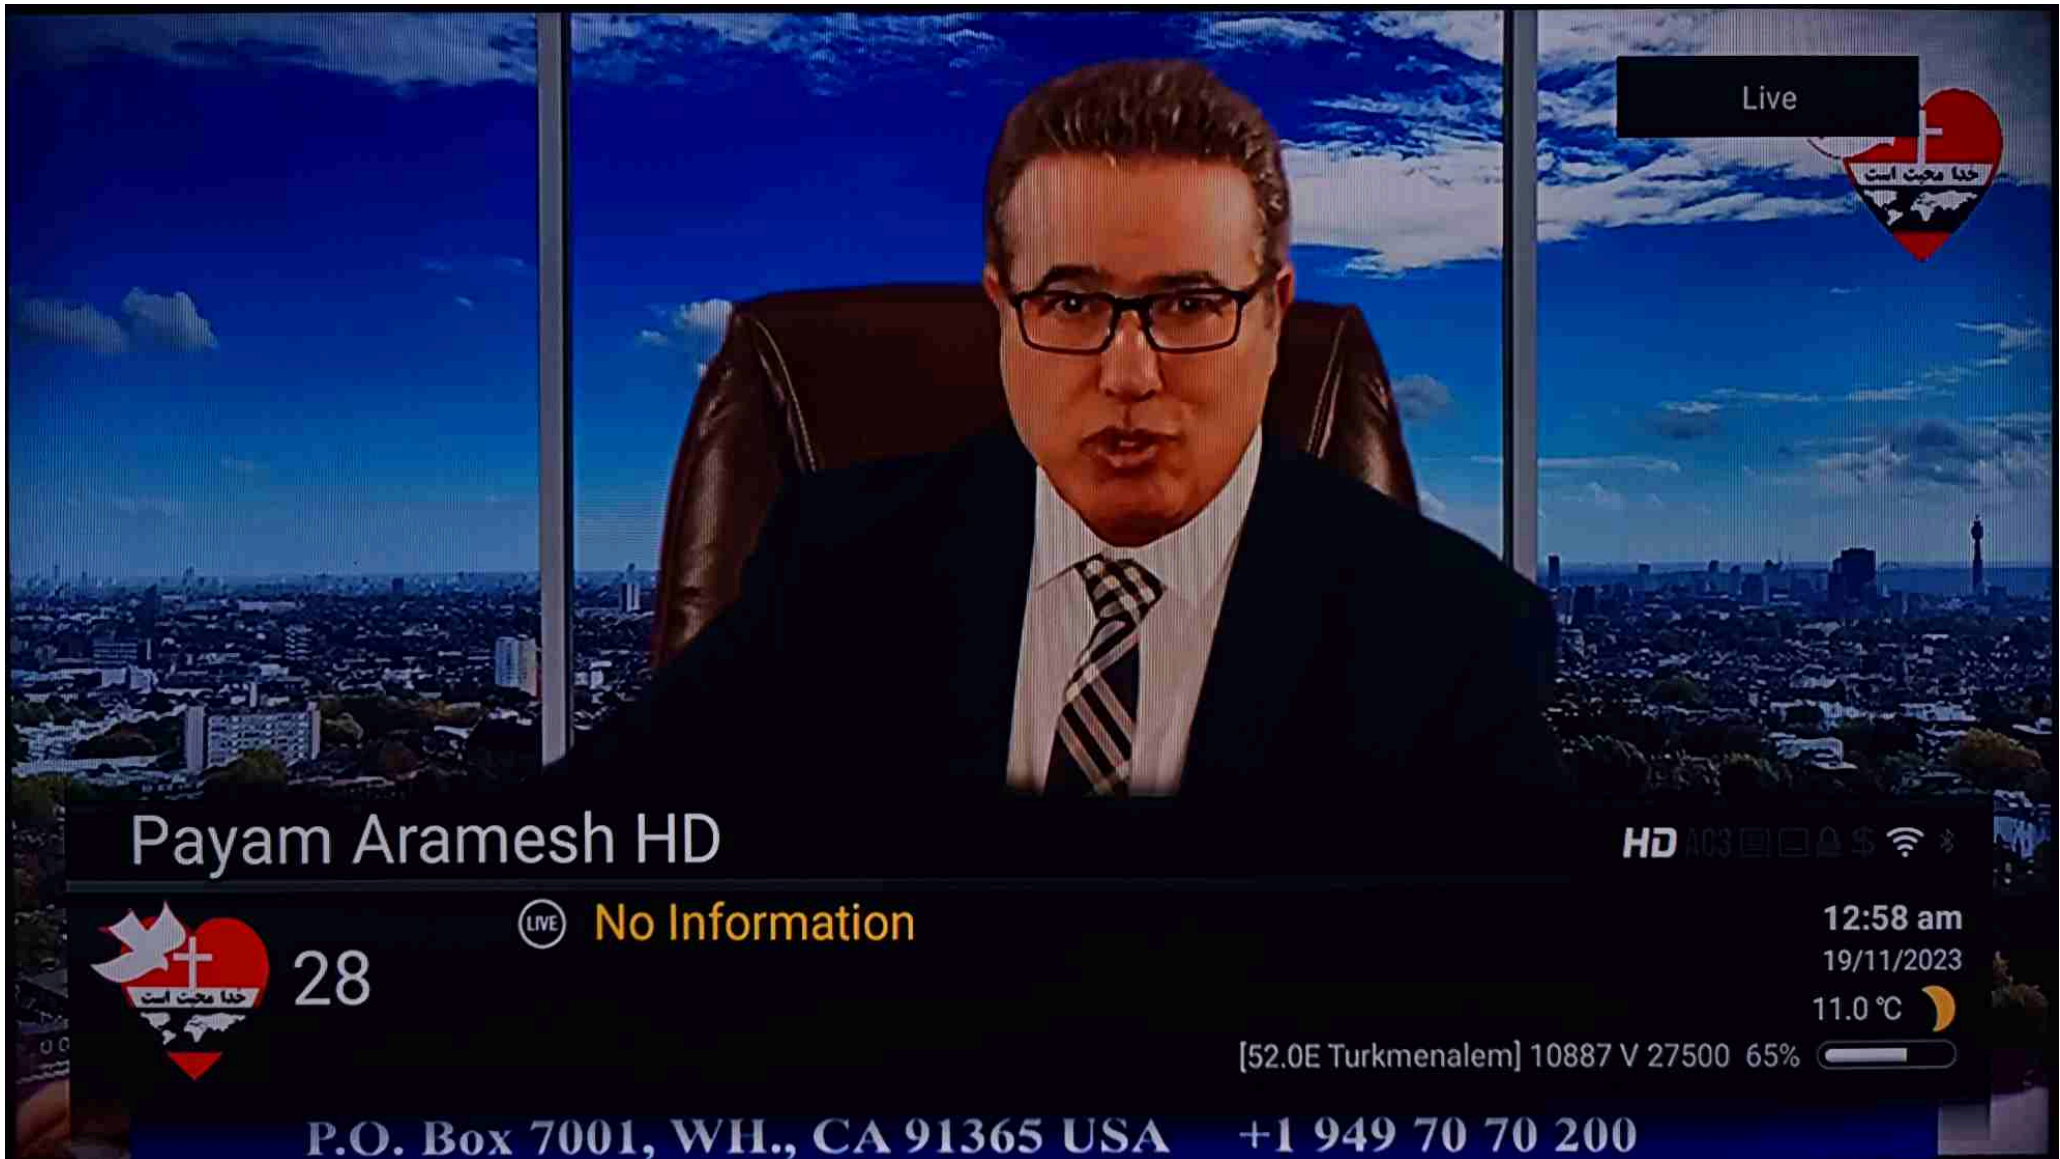 Live
خدا محبت است
Payam Aramesh HD
HD AC3 $
LIVE No Information
12:58 am
28
خدا محبت است
19/11/2023
11.0 °C
[52.0E Turkmenalem] 10887 V 27500 65%
P.O. Box 7001, WH., CA 91365 USA +1 949 70 70 200